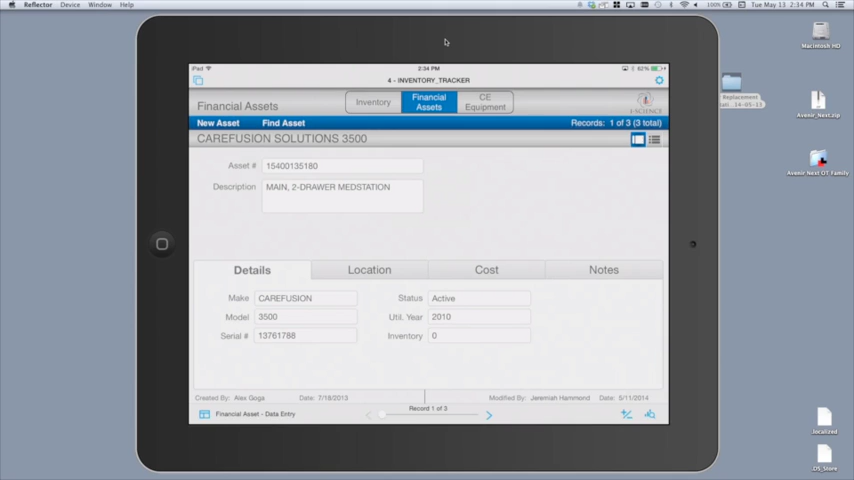 Reflector Device Window Help 100% Tue May 13 2:34 PM
iPad 2:34 PM 82%
4 - INVENTORY_TRACKER
Financial Assets Inventory Financial Assets CE Equipment J-SCIENCE
New Asset Find Asset Records: 1 of 3 (3 total)
CAREFUSION SOLUTIONS 3500
Asset # 15400135180
Description MAIN, 2-DRAWER MEDSTATION
Details Location Cost Notes
Make CAREFUSION Status Active
Model 3500 Util. Year 2010
Serial # 13761788 Inventory 0
Created By: Alex Goga Date: 7/18/2013 Modified By: Jeremiah Hammond Date: 5/11/2014
Financial Asset - Data Entry Record 1 of 3
Macintosh HD
Replacement
Avenir_Next.zip
Avenir Next OT Family
localized
.DS_Store